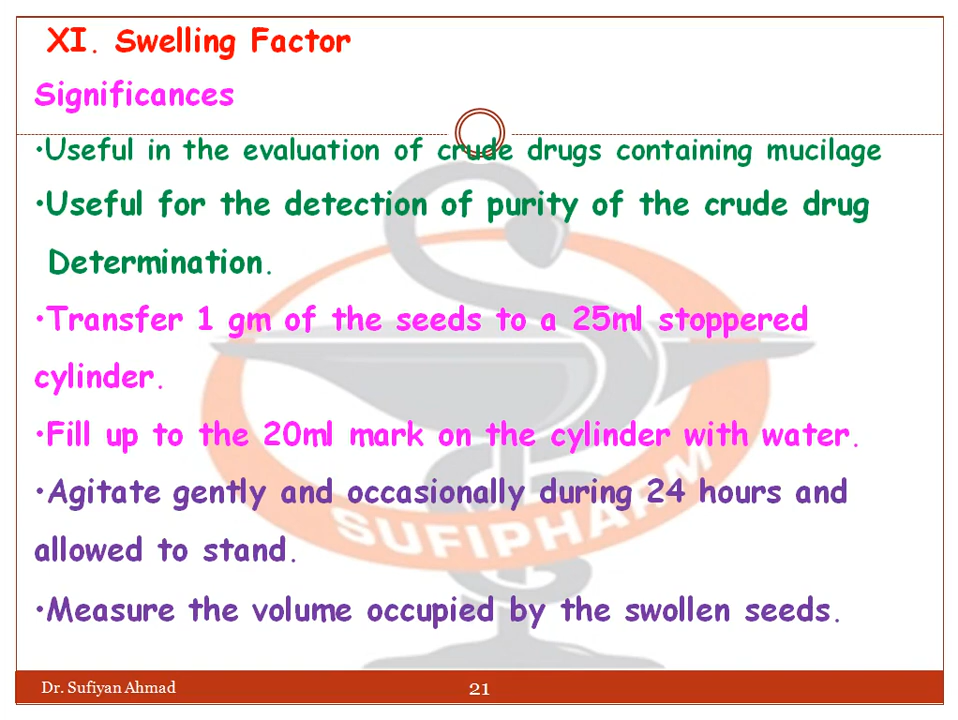 XI. Swelling Factor
Significances
•Useful in the evaluation of crude drugs containing mucilage
•Useful for the detection of purity of the crude drug
Determination.
•Transfer 1 gm of the seeds to a 25ml stoppered
cylinder.
•Fill up to the 20ml mark on the cylinder with water.
•Agitate gently and occasionally during 24 hours and
allowed to stand.
•Measure the volume occupied by the swollen seeds.
SUFIPHARM
Dr. Sufiyan Ahmad
21